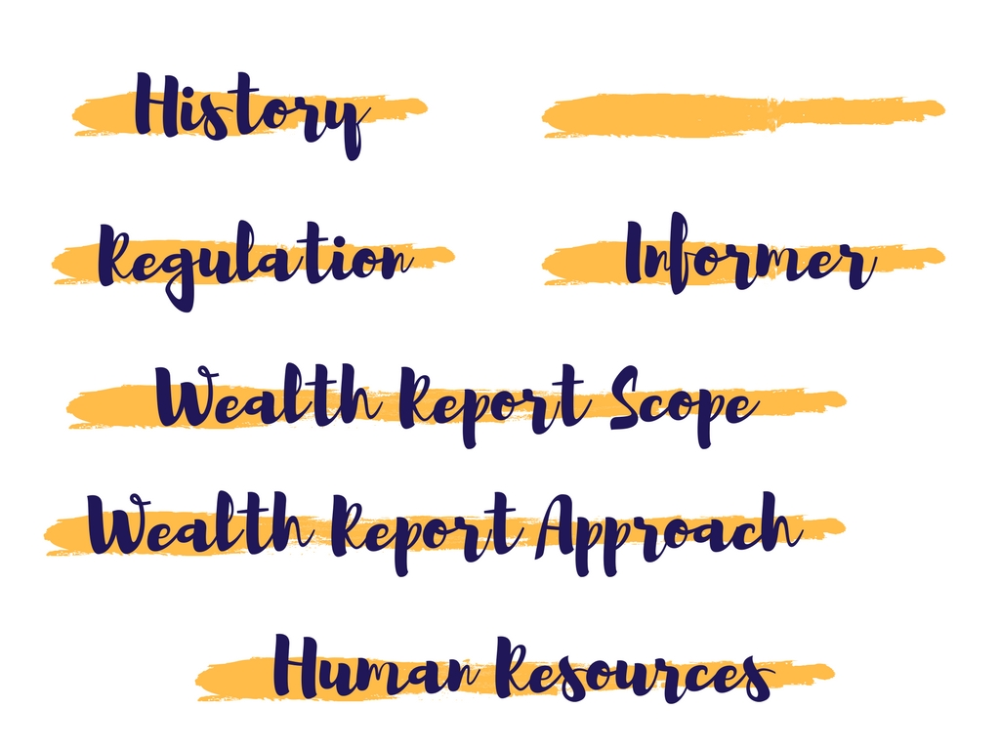 History
Regulation
Informer
Wealth Report Scope
Wealth Report Approach
Human Resources